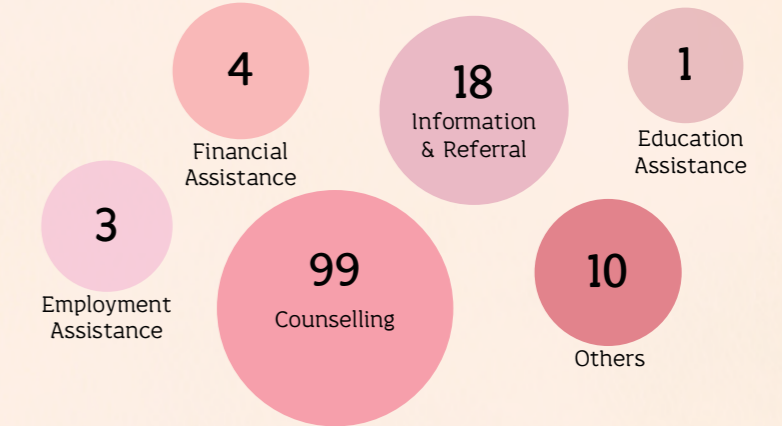 4
Financial
Assistance
18
Information
& Referral
1
Education
Assistance
3
Employment
Assistance
99
Counselling
10
Others